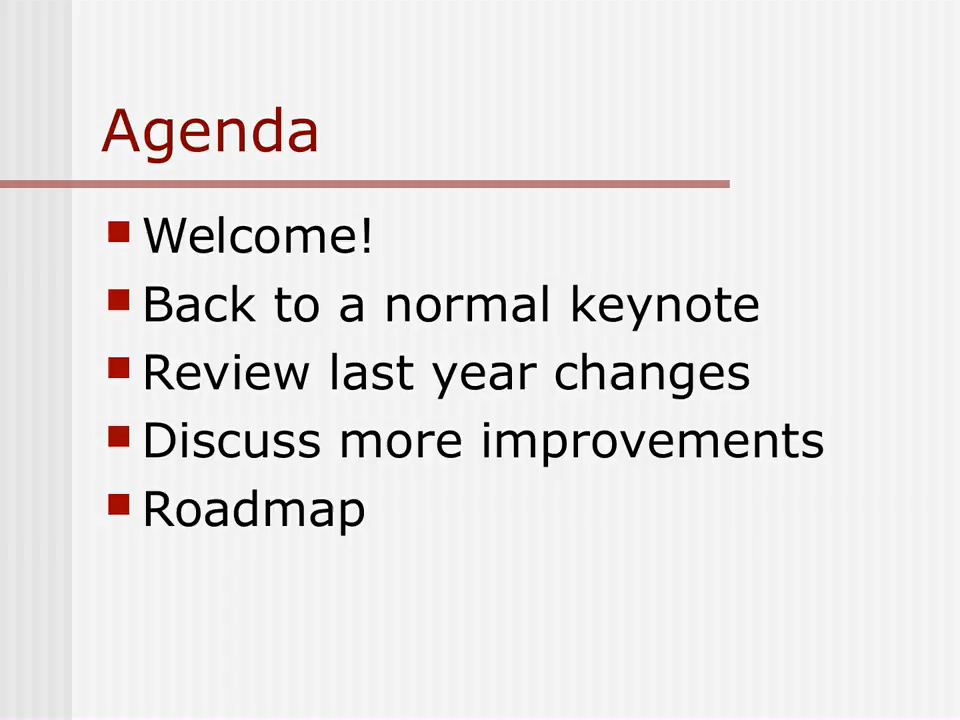 Agenda
Welcome!
Back to a normal keynote
Review last year changes
Discuss more improvements
Roadmap